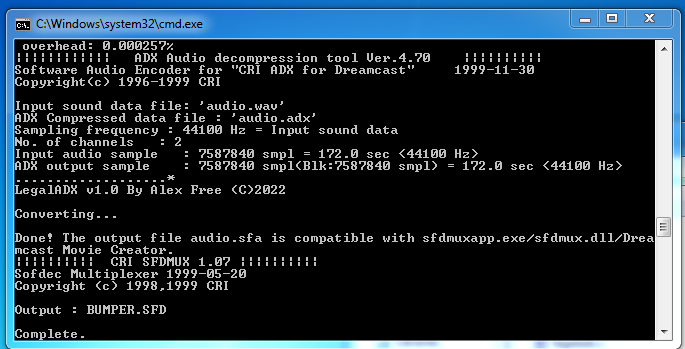 C:\Windows\system32\cmd.exe
overhead: 0.000257%
¦¦¦¦¦¦¦¦¦¦¦¦ ADX Audio decompression tool Ver.4.70 ¦¦¦¦¦¦¦¦¦¦
Software Audio Encoder for "CRI ADX for Dreamcast" 1999-11-30
Copyright(c) 1996-1999 CRI
Input sound data file: 'audio.wav'
ADX Compressed data file : 'audio.adx'
Sampling frequency : 44100 Hz = Input sound data
No. of channels : 2
Input audio sample : 7587840 smpl = 172.0 sec <44100 Hz>
ADX output sample : 7587840 smpl(Blk:7587840 smpl) = 172.0 sec <44100 Hz>
...................*
LegalADX v1.0 By Alex Free (C)2022
Converting...
Done! The output file audio.sfa is compatible with sfdmuxapp.exe/sfdmux.dll/Drea
mcast Movie Creator.
¦¦¦¦¦¦¦¦¦¦ CRI SFDMUX 1.07 ¦¦¦¦¦¦¦¦¦¦
Sofdec Multiplexer 1999-05-20
Copyright (c) 1998,1999 CRI
Output : BUMPER.SFD
Complete.